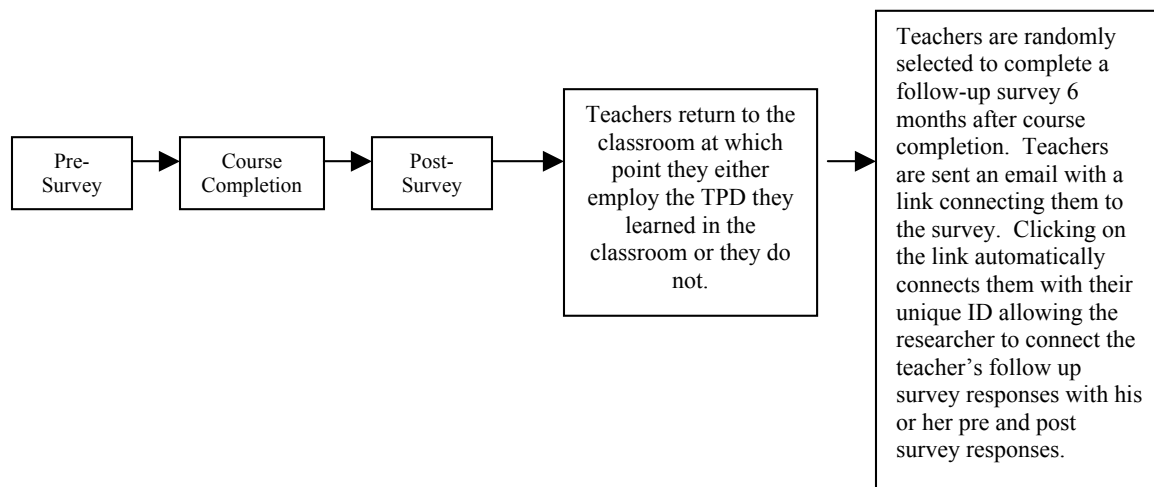 Pre-
Survey
Course
Completion
Post-
Survey
Teachers return to the
classroom at which
point they either
employ the TPD they
learned in the
classroom or they do
not.
Teachers are randomly
selected to complete a
follow-up survey 6
months after course
completion.  Teachers
are sent an email with a
link connecting them to
the survey.  Clicking on
the link automatically
connects them with their
unique ID allowing the
researcher to connect the
teacher’s follow up
survey responses with his
or her pre and post
survey responses.